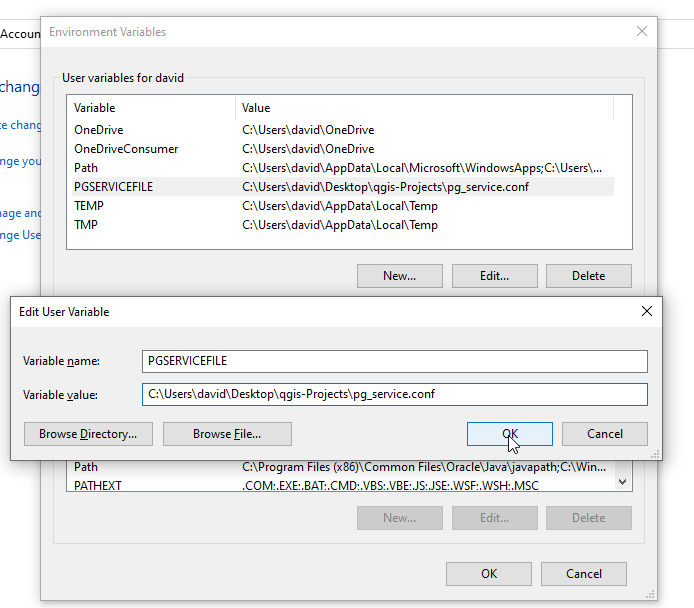 Environment Variables
Accoun
chang
te chang
nge you
nage and
nge Use
User variables for david
Variable Value
OneDrive C:\Users\david\OneDrive
OneDriveConsumer C:\Users\david\OneDrive
Path C:\Users\david\AppData\Local\Microsoft\WindowsApps;C:\Users\...
PGSERVICEFILE C:\Users\david\Desktop\qgis-Projects\pg_service.conf
TEMP C:\Users\david\AppData\Local\Temp
TMP C:\Users\david\AppData\Local\Temp
New... Edit... Delete
Edit User Variable
Variable name: PGSERVICEFILE
Variable value: C:\Users\david\Desktop\qgis-Projects\pg_service.conf
Browse Directory... Browse File... OK Cancel
Path C:\Program Files (x86)\Common Files\Oracle\Java\javapath;C:\Win...
PATHEXT .COM;.EXE;.BAT;.CMD;.VBS;.VBE;.JS;.JSE;.WSF;.WSH;.MSC
New... Edit... Delete
OK Cancel